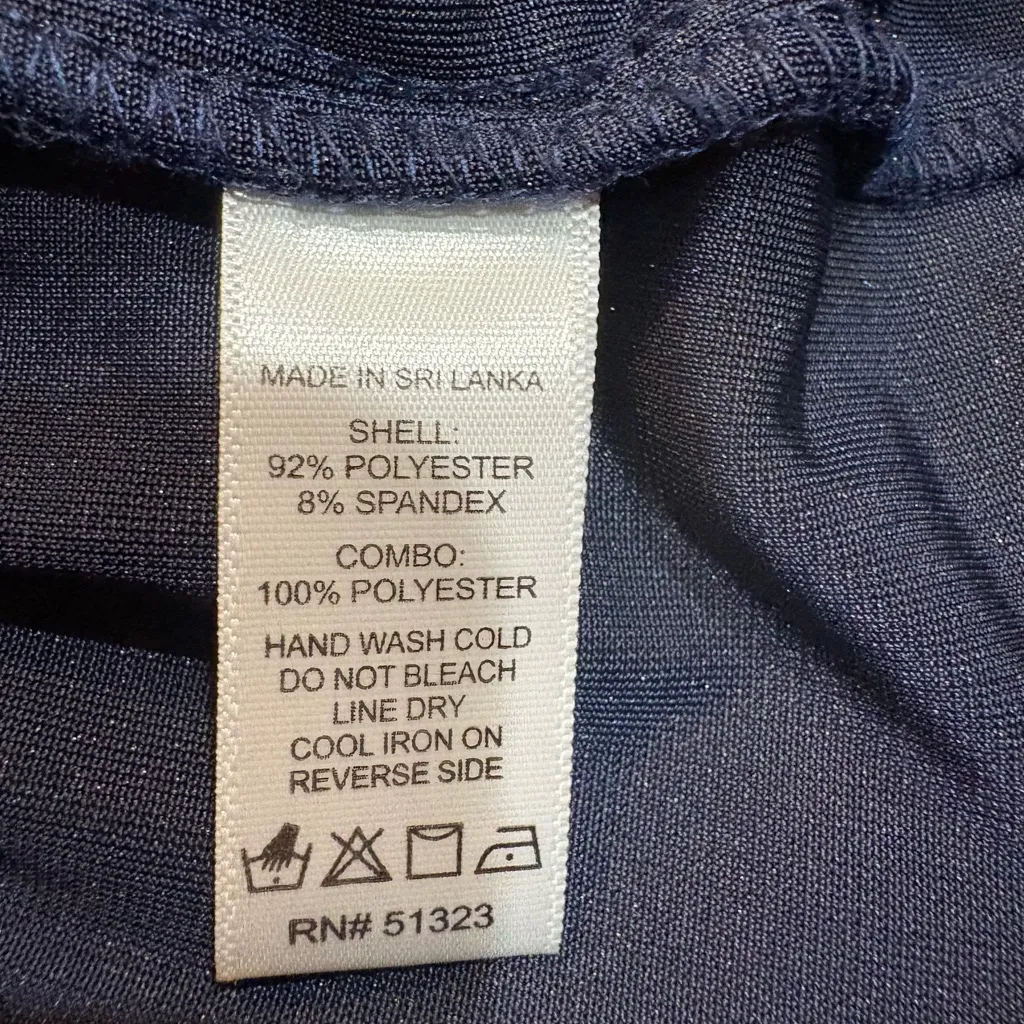 MADE IN SRI LANKA
SHELL:
92% POLYESTER
8% SPANDEX
COMBO:
100% POLYESTER
HAND WASH COLD
DO NOT BLEACH
LINE DRY
COOL IRON ON
REVERSE SIDE
RN# 51323